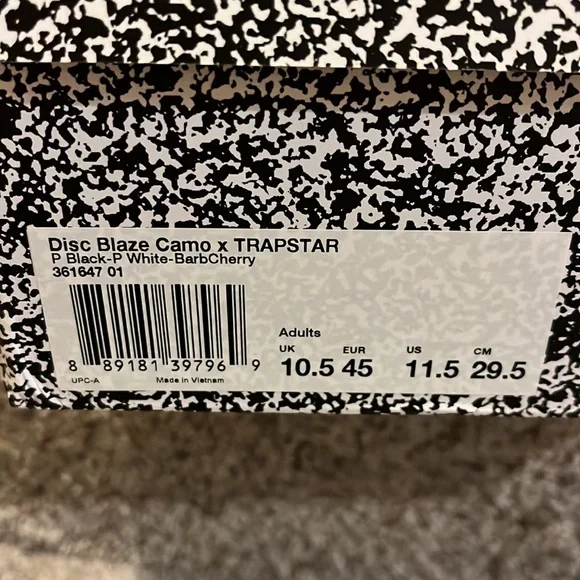 Disc Blaze Camo x TRAPSTAR
P Black-P White-BarbCherry
361647 01
8 89181 39796 9
UPC-A Made in Vietnam
Adults
UK EUR US CM
10.5 45 11.5 29.5